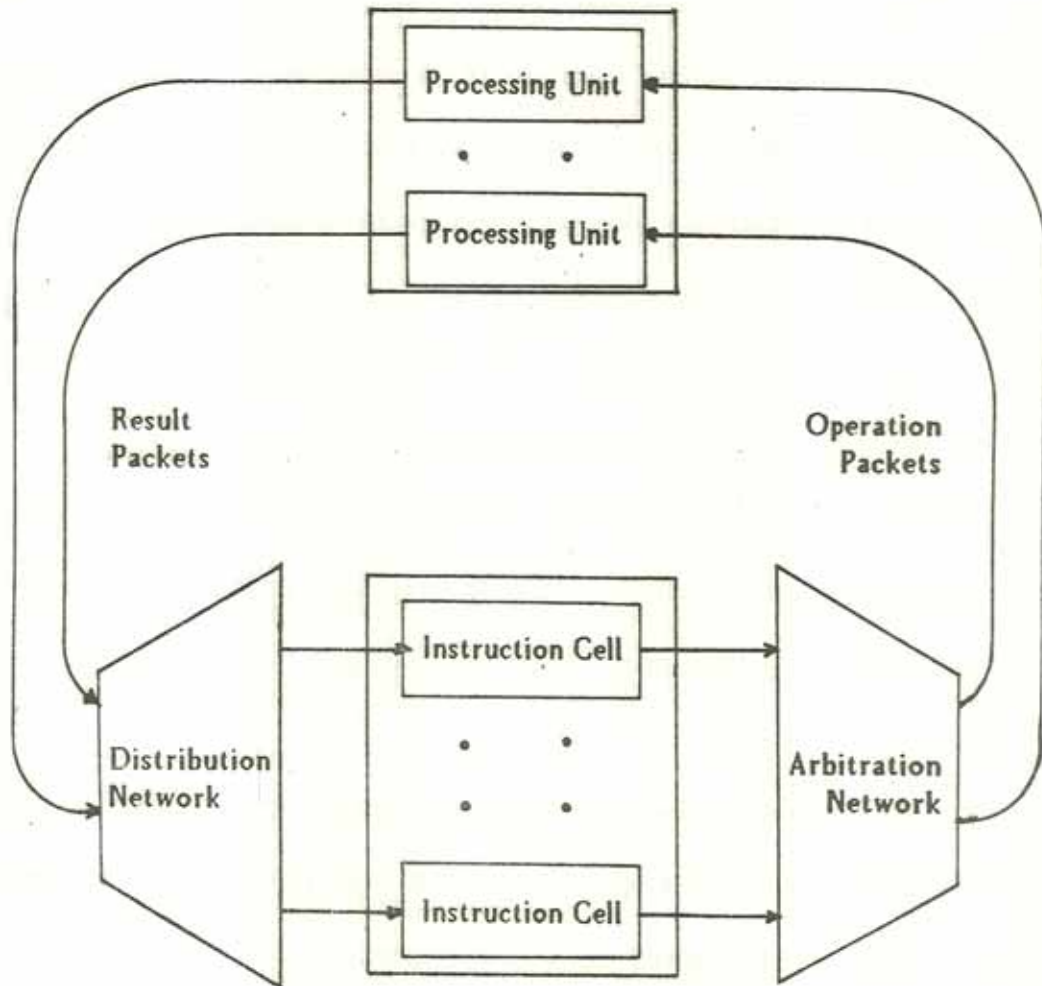 Processing Unit
Processing Unit
Result
Packets
Operation
Packets
Instruction Cell
Distribution
Network
Arbitration
Network
Instruction Cell